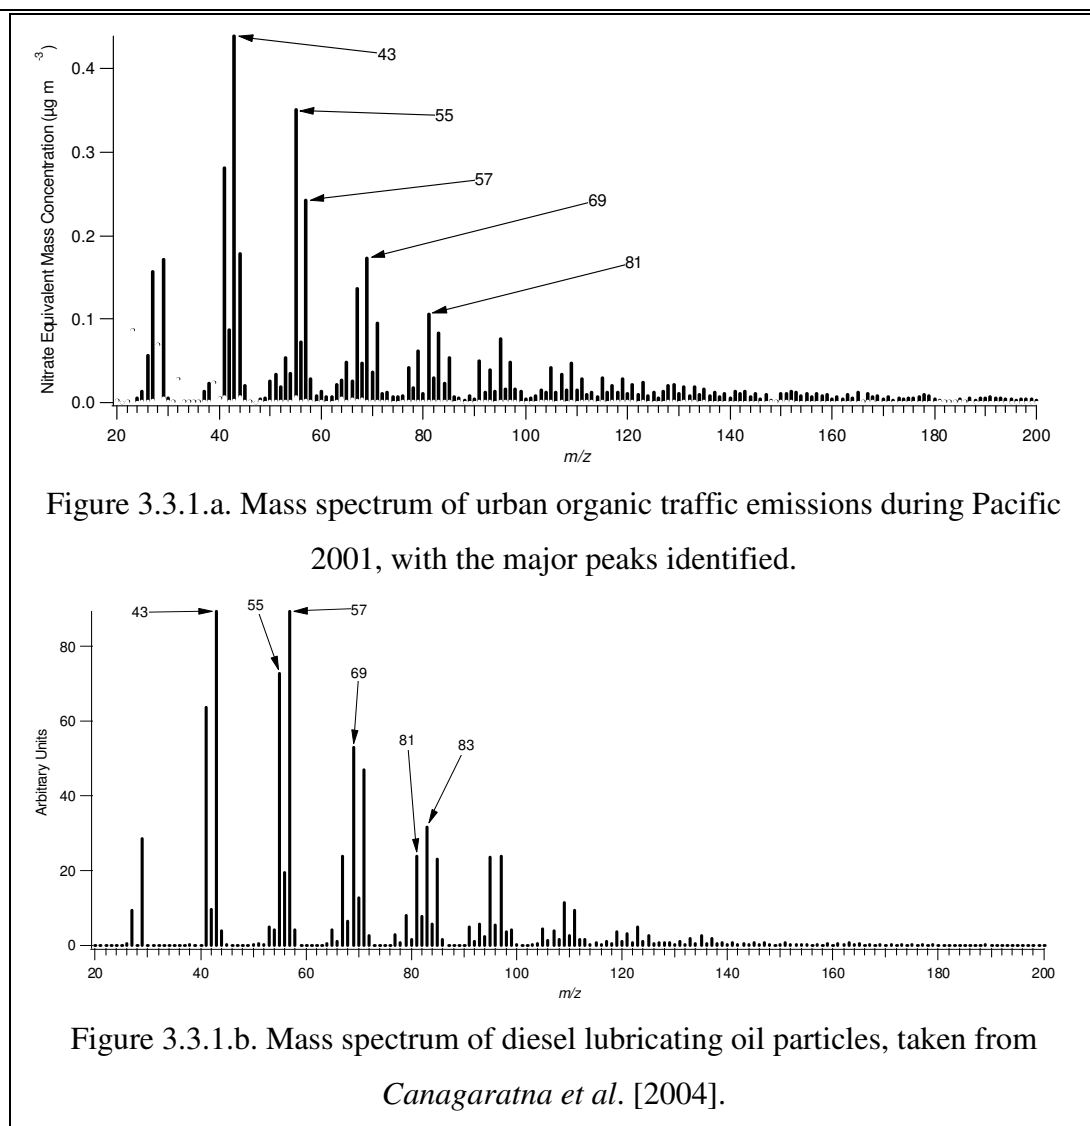 Nitrate Equivalent Mass Concentration (µg m -3 )
0.4
0.3
0.2
0.1
0.0
43
55
57
69
81
20 40 60 80 100 120 140 160 180 200
m/z
Figure 3.3.1.a. Mass spectrum of urban organic traffic emissions during Pacific
2001, with the major peaks identified.
Arbitrary Units
80
60
40
20
0
43
55
57
69
81
83
20 40 60 80 100 120 140 160 180 200
m/z
Figure 3.3.1.b. Mass spectrum of diesel lubricating oil particles, taken from
Canagaratna et al. [2004].